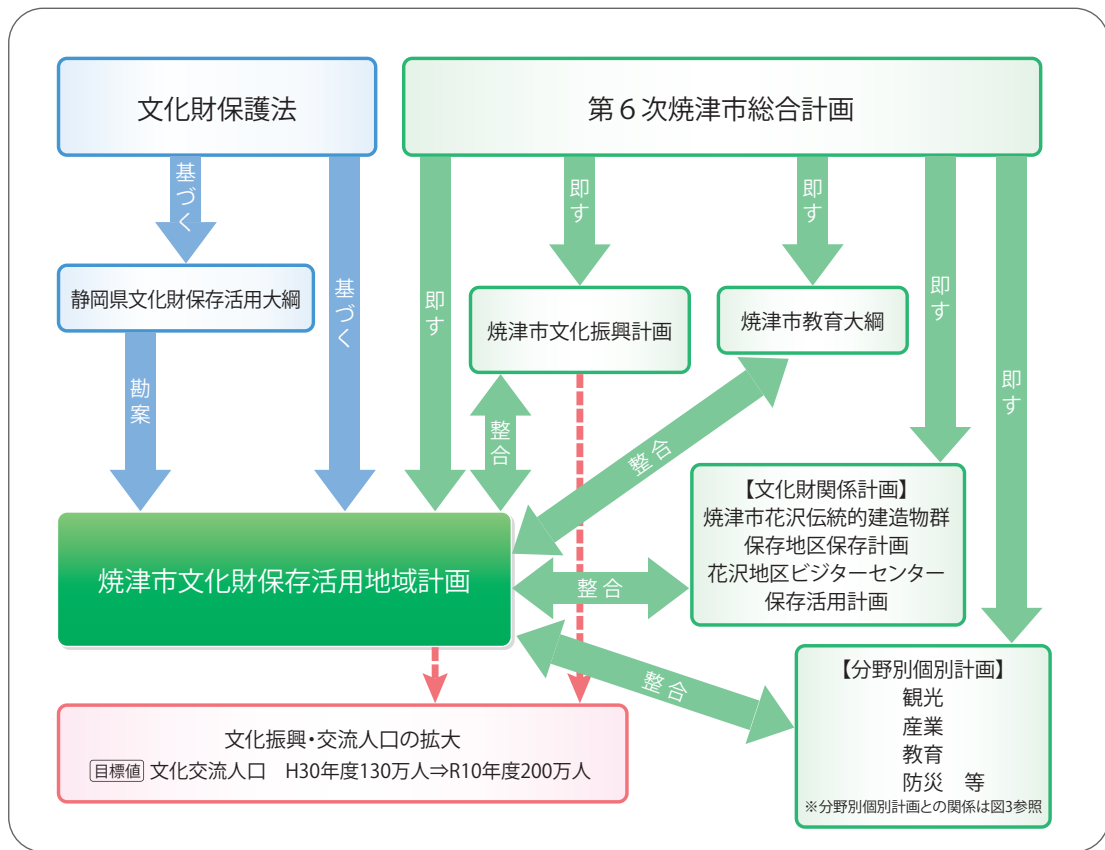 文化財保護法
第6次焼津市総合計画
基づく
基づく
即す
即す
即す
即す
即す
静岡県文化財保存活用大綱
焼津市文化振興計画
焼津市教育大綱
勘案
整合
整合
【文化財関係計画】
焼津市花沢伝統的建造物群
保存地区保存計画
花沢地区ビジターセンター
保存活用計画
焼津市文化財保存活用地域計画
整合
整合
【分野別個別計画】
観光
産業
教育
防災　等
※分野別個別計画との関係は図3参照
文化振興・交流人口の拡大
目標値 文化交流人口　H30年度130万人⇒R10年度200万人